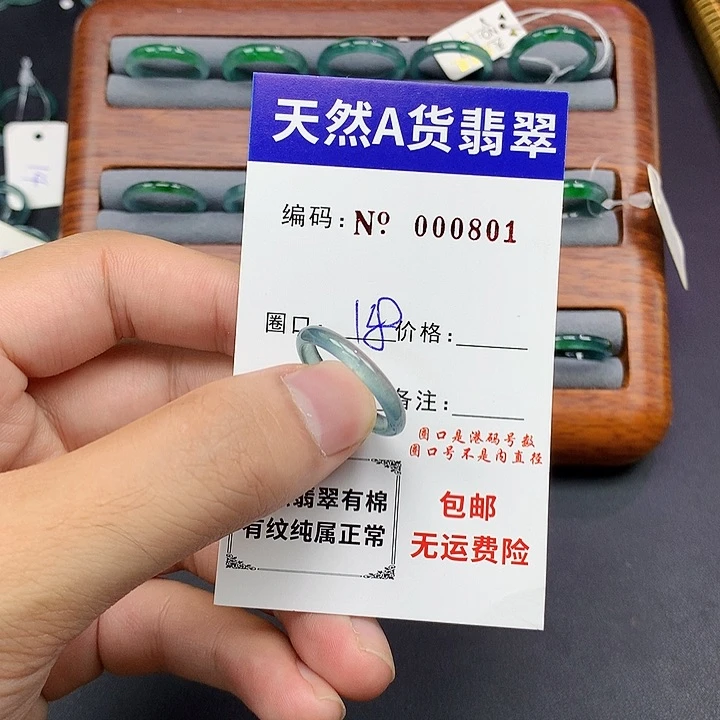 天然A货翡翠
编码：Nº 000801
圈口 18 价格：
备注：
圈口是港码号数
圈口号不是内直径
翡翠有棉
有纹纯属正常
包邮
无运费险